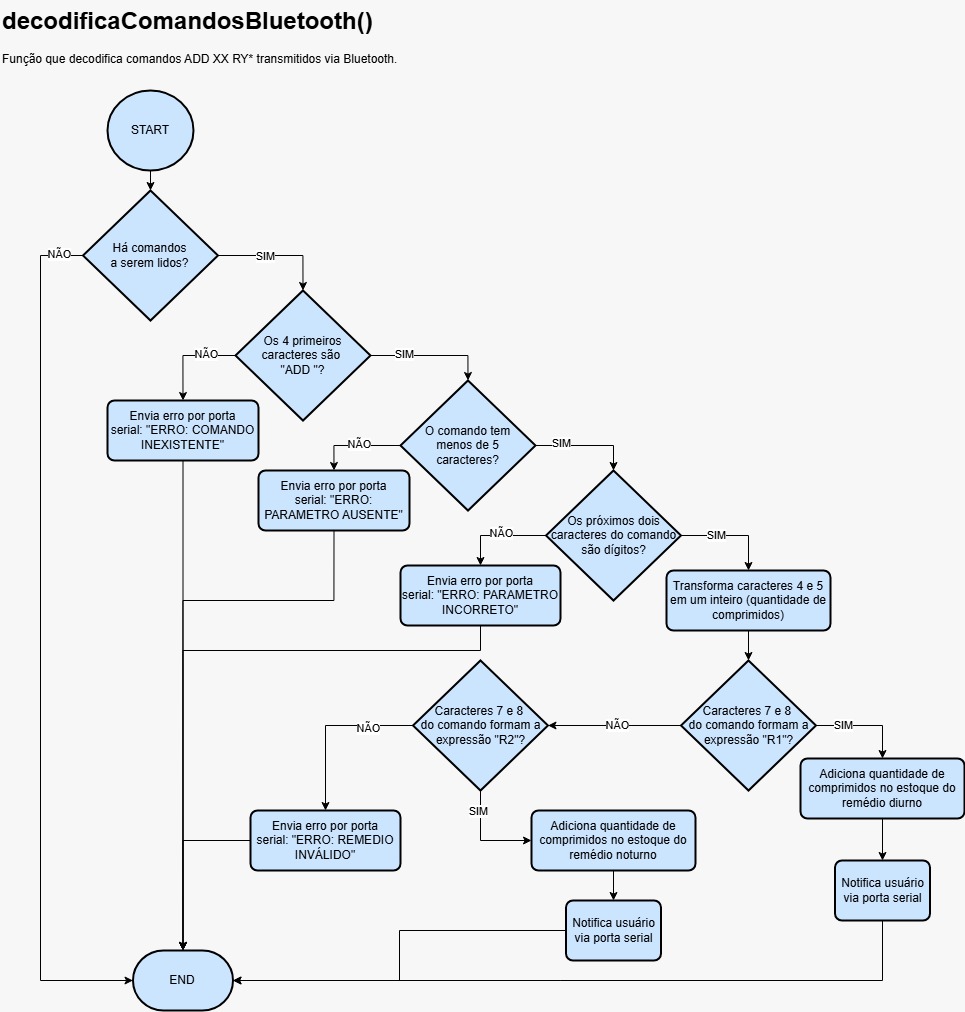 decodificaComandosBluetooth()
Função que decodifica comandos ADD XX RY* transmitidos via Bluetooth.
START
Há comandos
a serem lidos?
NÃO
SIM
Os 4 primeiros
caracteres são
"ADD "?
NÃO
SIM
Envia erro por porta
serial: "ERRO: COMANDO
INEXISTENTE"
O comando tem
menos de 5
caracteres?
NÃO
SIM
Envia erro por porta
serial: "ERRO:
PARAMETRO AUSENTE"
Os próximos dois
caracteres do comando
são dígitos?
NÃO
SIM
Envia erro por porta
serial: "ERRO: PARAMETRO
INCORRETO"
Transforma caracteres 4 e 5
em um inteiro (quantidade de
comprimidos)
Caracteres 7 e 8
do comando formam a
expressão "R2"?
NÃO
Caracteres 7 e 8
do comando formam a
expressão "R1"?
NÃO
SIM
Adiciona quantidade de
comprimidos no estoque do
remédio diurno
SIM
Envia erro por porta
serial: "ERRO: REMEDIO
INVÁLIDO"
Adiciona quantidade de
comprimidos no estoque do
remédio noturno
Notifica usuário
via porta serial
Notifica usuário
via porta serial
END